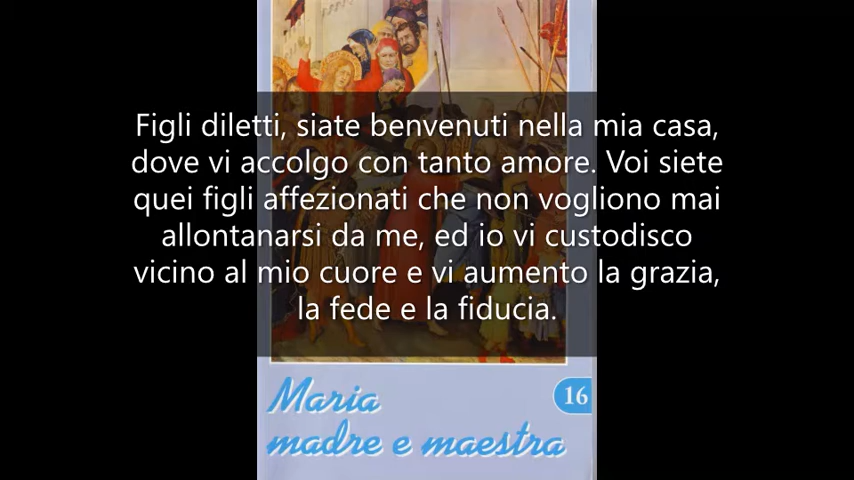 Figli diletti, siate benvenuti nella mia casa,
dove vi accolgo con tanto amore. Voi siete
quei figli affezionati che non vogliono mai
allontanarsi da me, ed io vi custodisco
vicino al mio cuore e vi aumento la grazia,
la fede e la fiducia.
Maria
16
madre e maestra